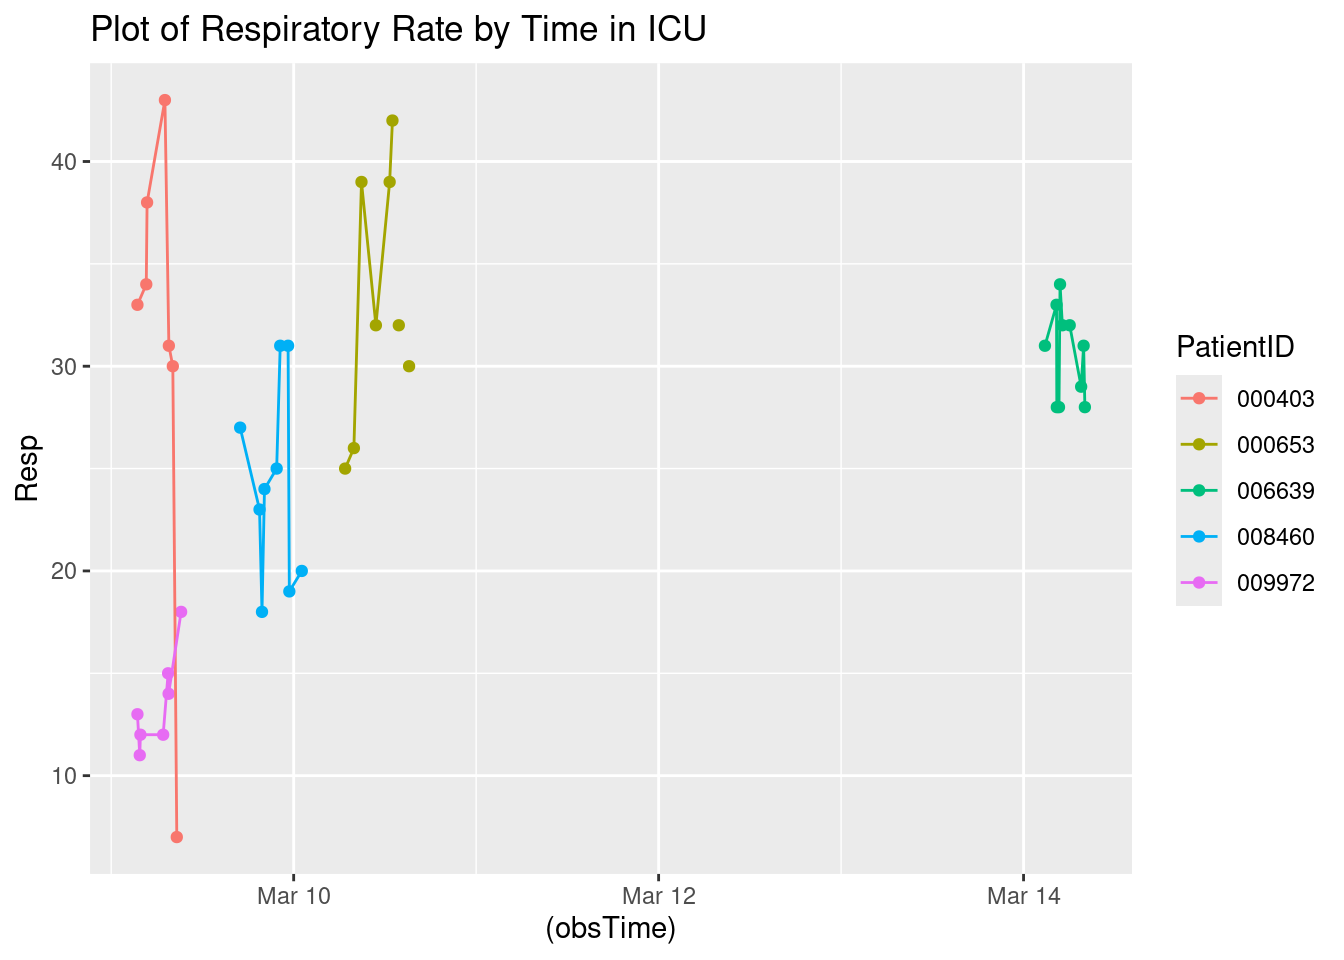 Plot of Respiratory Rate by Time in ICU
40
30
20
10
Resp
Mar 10
Mar 12
Mar 14
(obsTime)
PatientID
000403
000653
006639
008460
009972